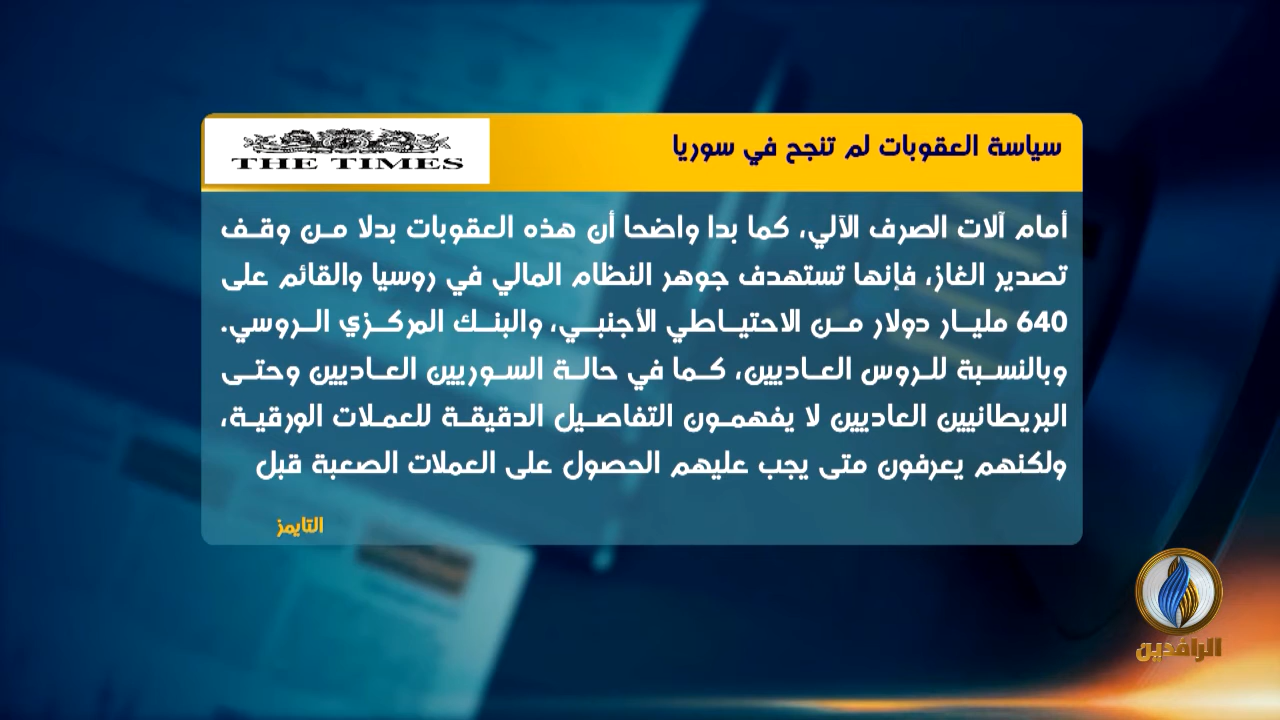 سياسة العقوبات لم تنجح في سوريا
THE TIMES
أمام آلات الصرف الآلي، كما بدا واضحا أن هذه العقوبات بدلا من وقف
تصدير الغاز، فإنها تستهدف جوهر النظام المالي في روسيا والقائم على
640 مليار دولار من الاحتياطي الأجنبي، والبنك المركزي الروسي.
وبالنسبة للروس العاديين، كما في حالة السوريين العاديين وحتى
البريطانيين العاديين لا يفهمون التفاصيل الدقيقة للعملات الورقية،
ولكنهم يعرفون متى يجب عليهم الحصول على العملات الصعبة قبل
التايمز
الرافدين